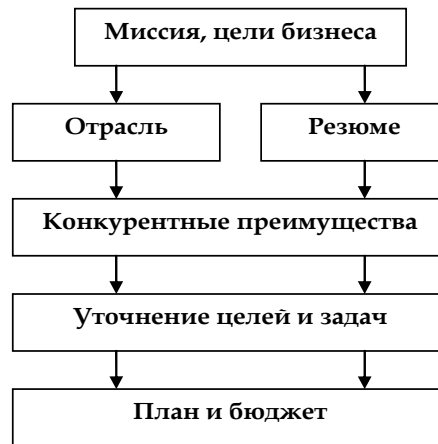 Миссия, цели бизнеса
Отрасль
Резюме
Конкурентные преимущества
Уточнение целей и задач
План и бюджет